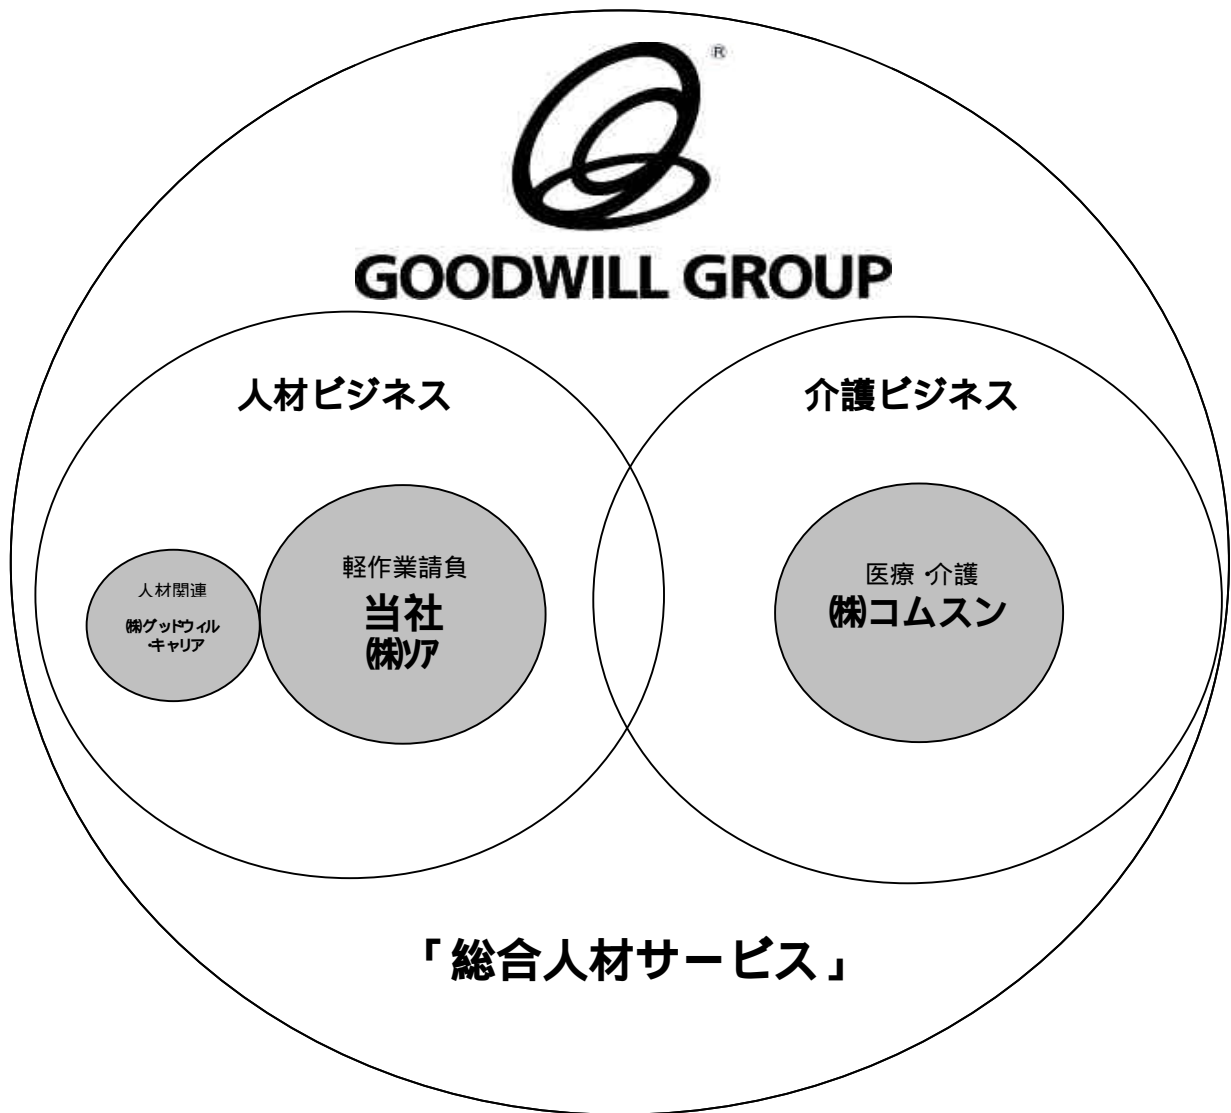 ®
GOODWILL GROUP
人材ビジネス
介護ビジネス
人材関連
㈱グッドウィル
・キャリア
軽作業請負
当社
㈱ソア
医療・介護
㈱コムスン
「総合人材サービス」